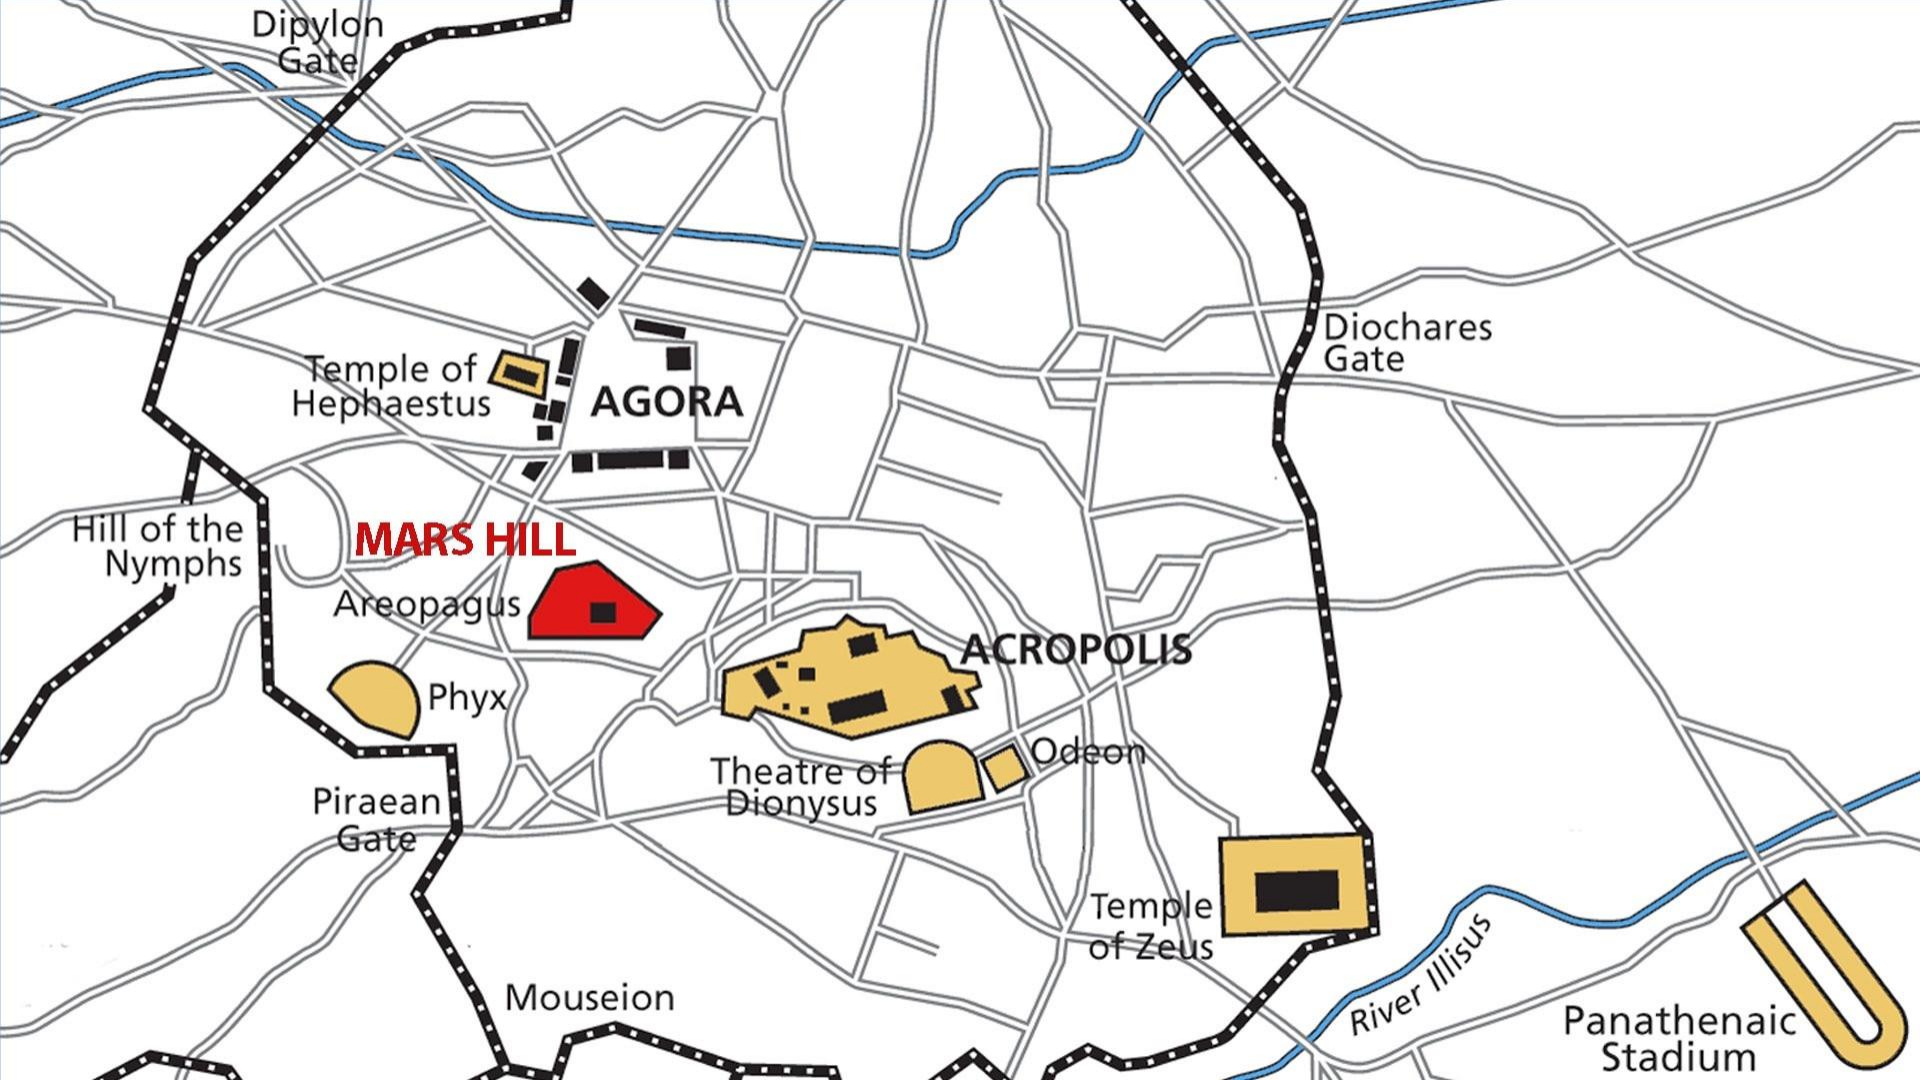 Dipylon
Gate
Diochares
Gate
Temple of
Hephaestus
AGORA
Hill of the
Nymphs
MARS HILL
Areopagus
ACROPOLIS
Phyx
Odeon
Theatre of
Dionysus
Piraean
Gate
Temple
of Zeus
River Illisus
Mouseion
Panathenaic
Stadium